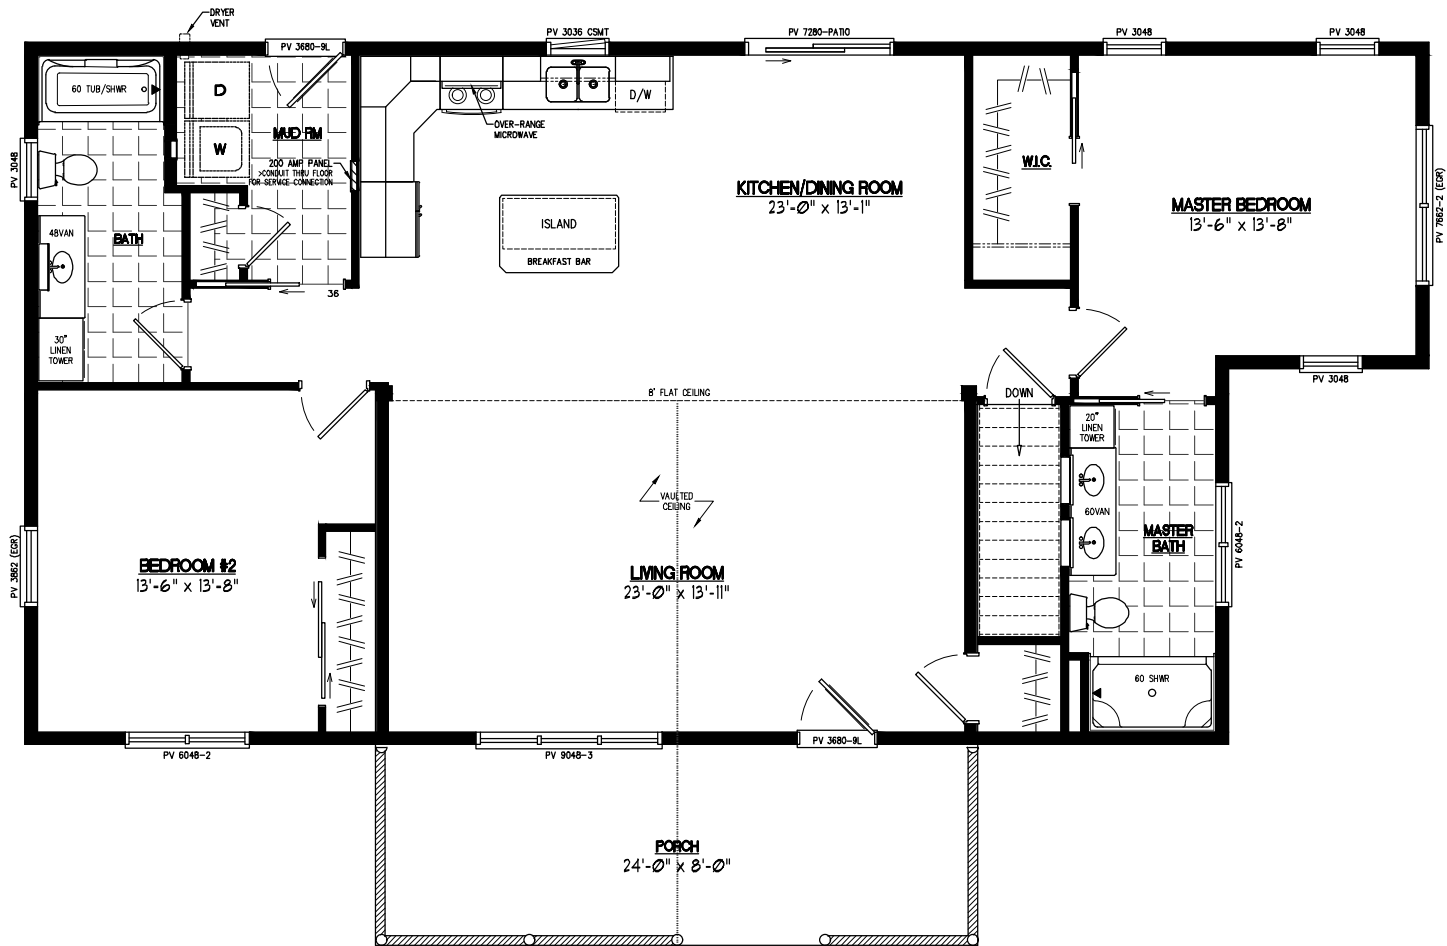 DRYER
VENT
PV 3680-9L
PV 3036 CSMT
PV 7280-PATIO
PV 3048
PV 3048
60 TUB/SHWR
D
W
MUD RM
200 AMP PANEL
>CONDUIT THRU FLOOR
FOR SERVICE CONNECTION
OVER-RANGE
MICROWAVE
D/W
PV 3048
KITCHEN/DINING ROOM
23'-0" x 13'-1"
W.I.C.
MASTER BEDROOM
13'-6" x 13'-8"
PV 7662-2 (EGR)
ISLAND
BREAKFAST BAR
48VAN
BATH
36
30"
LINEN
TOWER
8' FLAT CEILING
DOWN
PV 3048
20"
LINEN
TOWER
VAULTED
CEILING
60VAN
MASTER
BATH
PV 6048-2
PV 3662 (EGR)
BEDROOM #2
13'-6" x 13'-8"
LIVING ROOM
23'-0" x 13'-11"
60 SHWR
PV 6048-2
PV 9048-3
PV 3680-9L
PORCH
24'-0" x 8'-0"